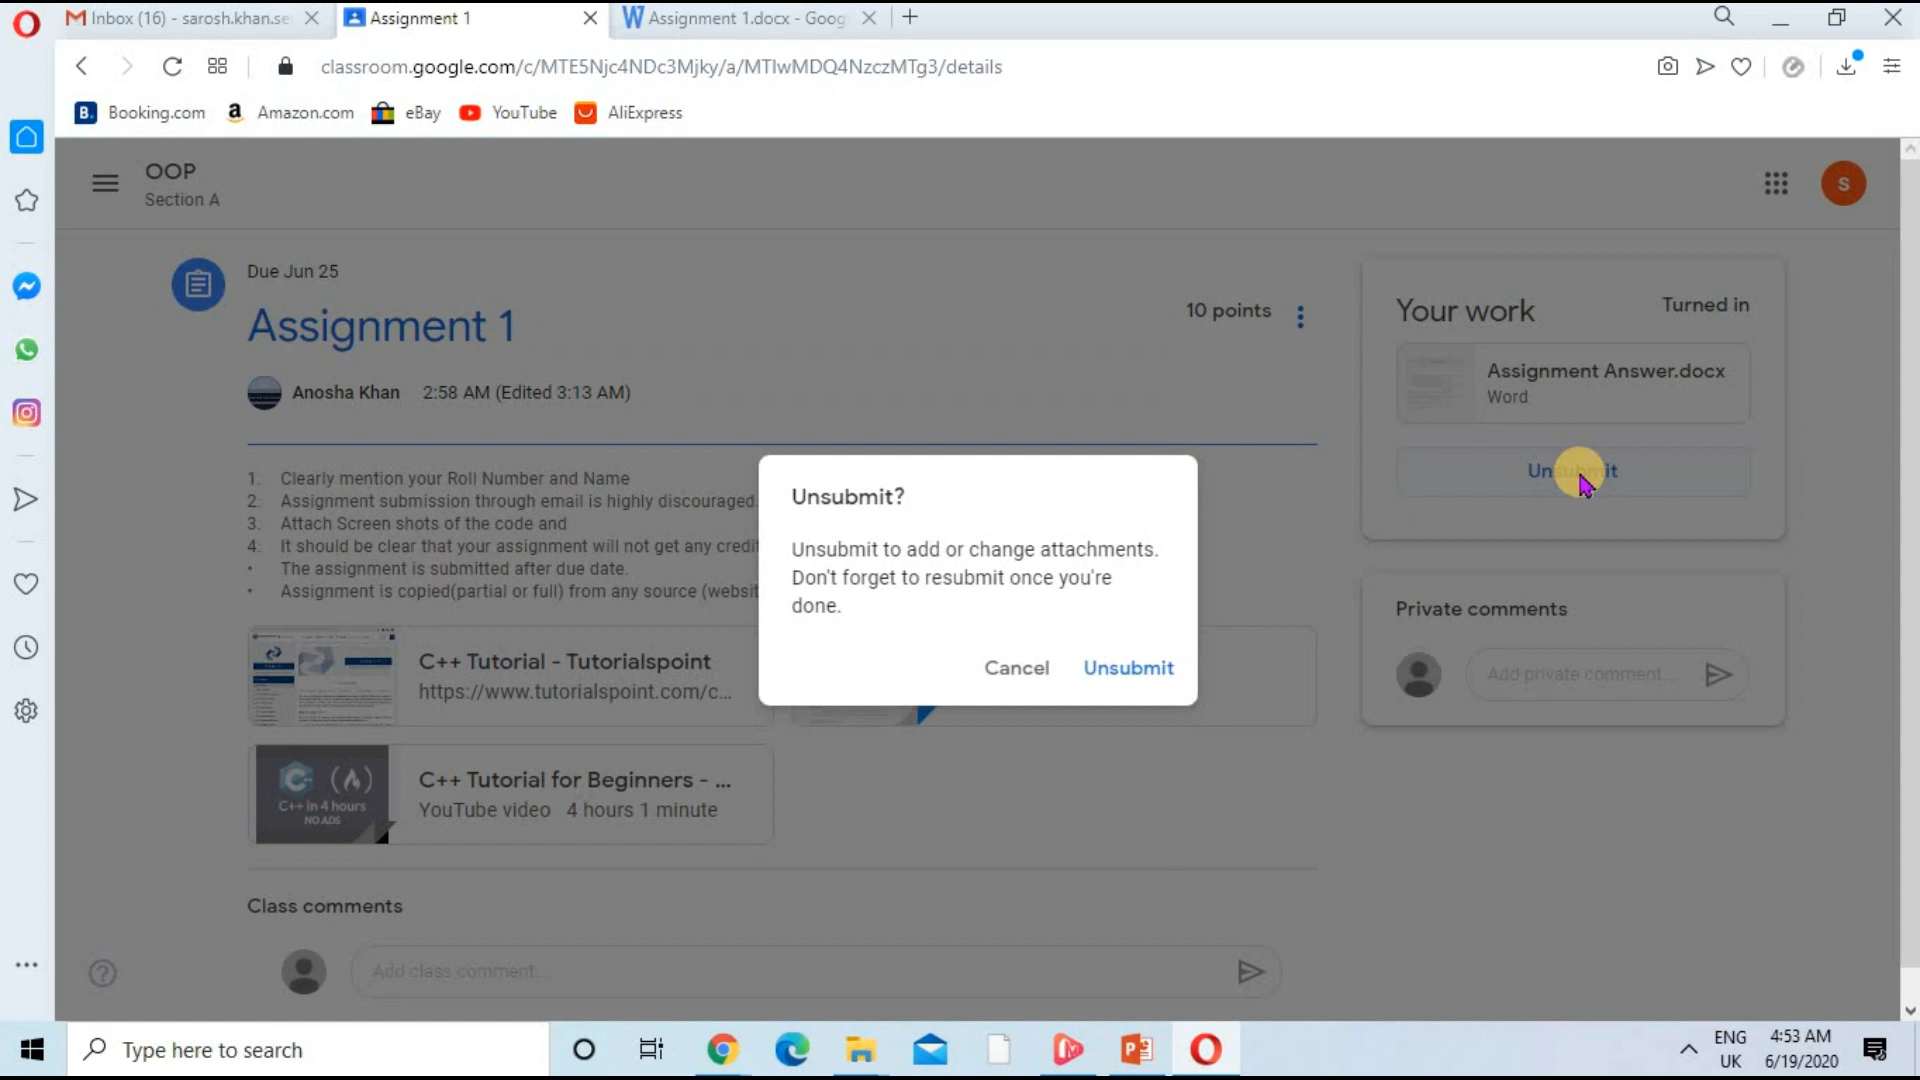 Inbox (16) - sarosh.khan.se
Assignment 1
Assignment 1.docx - Goog
classroom.google.com/c/MTE5Njc4NDc3Mjky/a/MTIwMDQ4NzczMTg3/details
Booking.com
Amazon.com
eBay
YouTube
AliExpress
OOP
Section A
S
Due Jun 25
Assignment 1
10 points
Anosha Khan 2:58 AM (Edited 3:13 AM)
1. Clearly mention your Roll Number and Name
2. Assignment submission through email is highly discouraged.
3. Attach Screen shots of the code and
4. It should be clear that your assignment will not get any credit
• The assignment is submitted after due date.
• Assignment is copied(partial or full) from any source (websit
C++ Tutorial - Tutorialspoint
https://www.tutorialspoint.com/c...
C++ in 4 hours
NO ADS
C++ Tutorial for Beginners - ...
YouTube video 4 hours 1 minute
Class comments
Add class comment...
Your work
Turned in
Assignment Answer.docx
Word
Unsubmit
Private comments
Add private comment...
Unsubmit?
Unsubmit to add or change attachments.
Don't forget to resubmit once you're
done.
Cancel
Unsubmit
Type here to search
ENG
UK
4:53 AM
6/19/2020